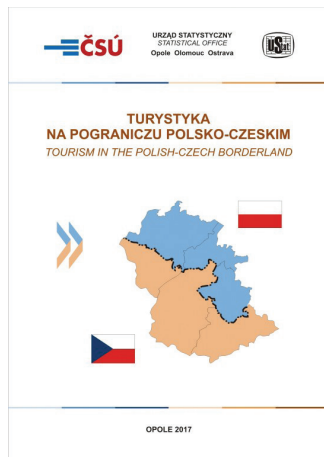 ČSÚ
URZĄD STATYSTYCZNY
STATISTICAL OFFICE
Opole Olomouc Ostrava
UStat
TURYSTYKA
NA POGRANICZU POLSKO-CZESKIM
TOURISM IN THE POLISH-CZECH BORDERLAND
OPOLE 2017